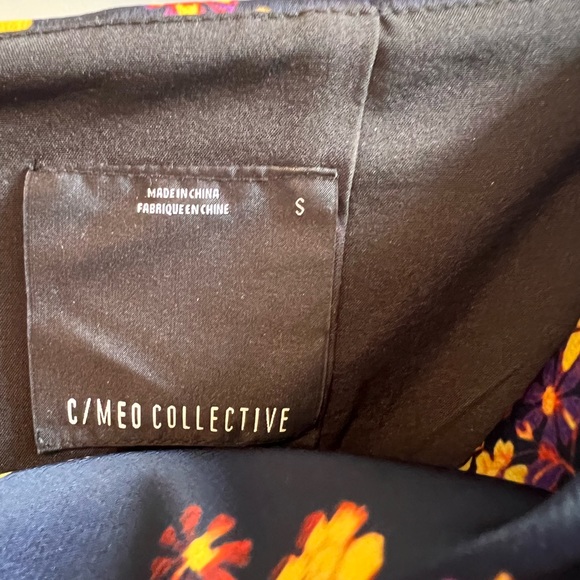 MADE IN CHINA
FABRIQUE EN CHINE
S
C/MEO COLLECTIVE